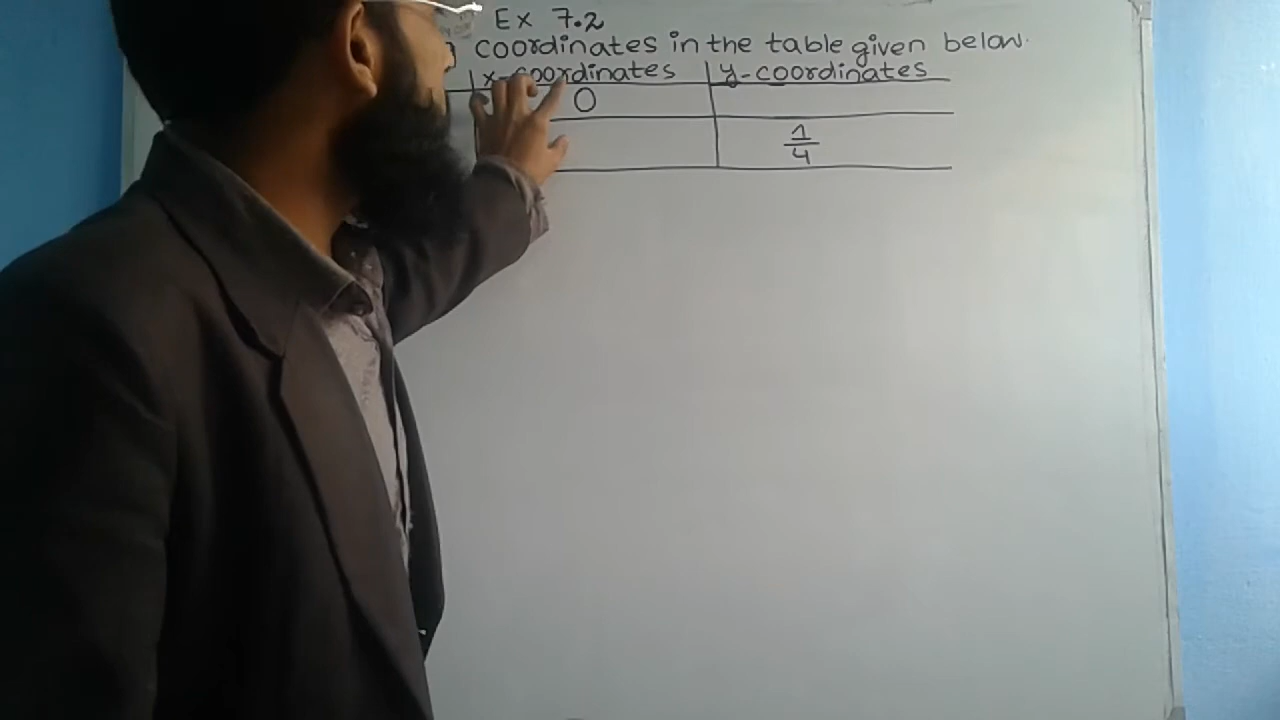 Ex 7.2
coordinates in the table given below.
x-coordinates y-coordinates
0
1/4